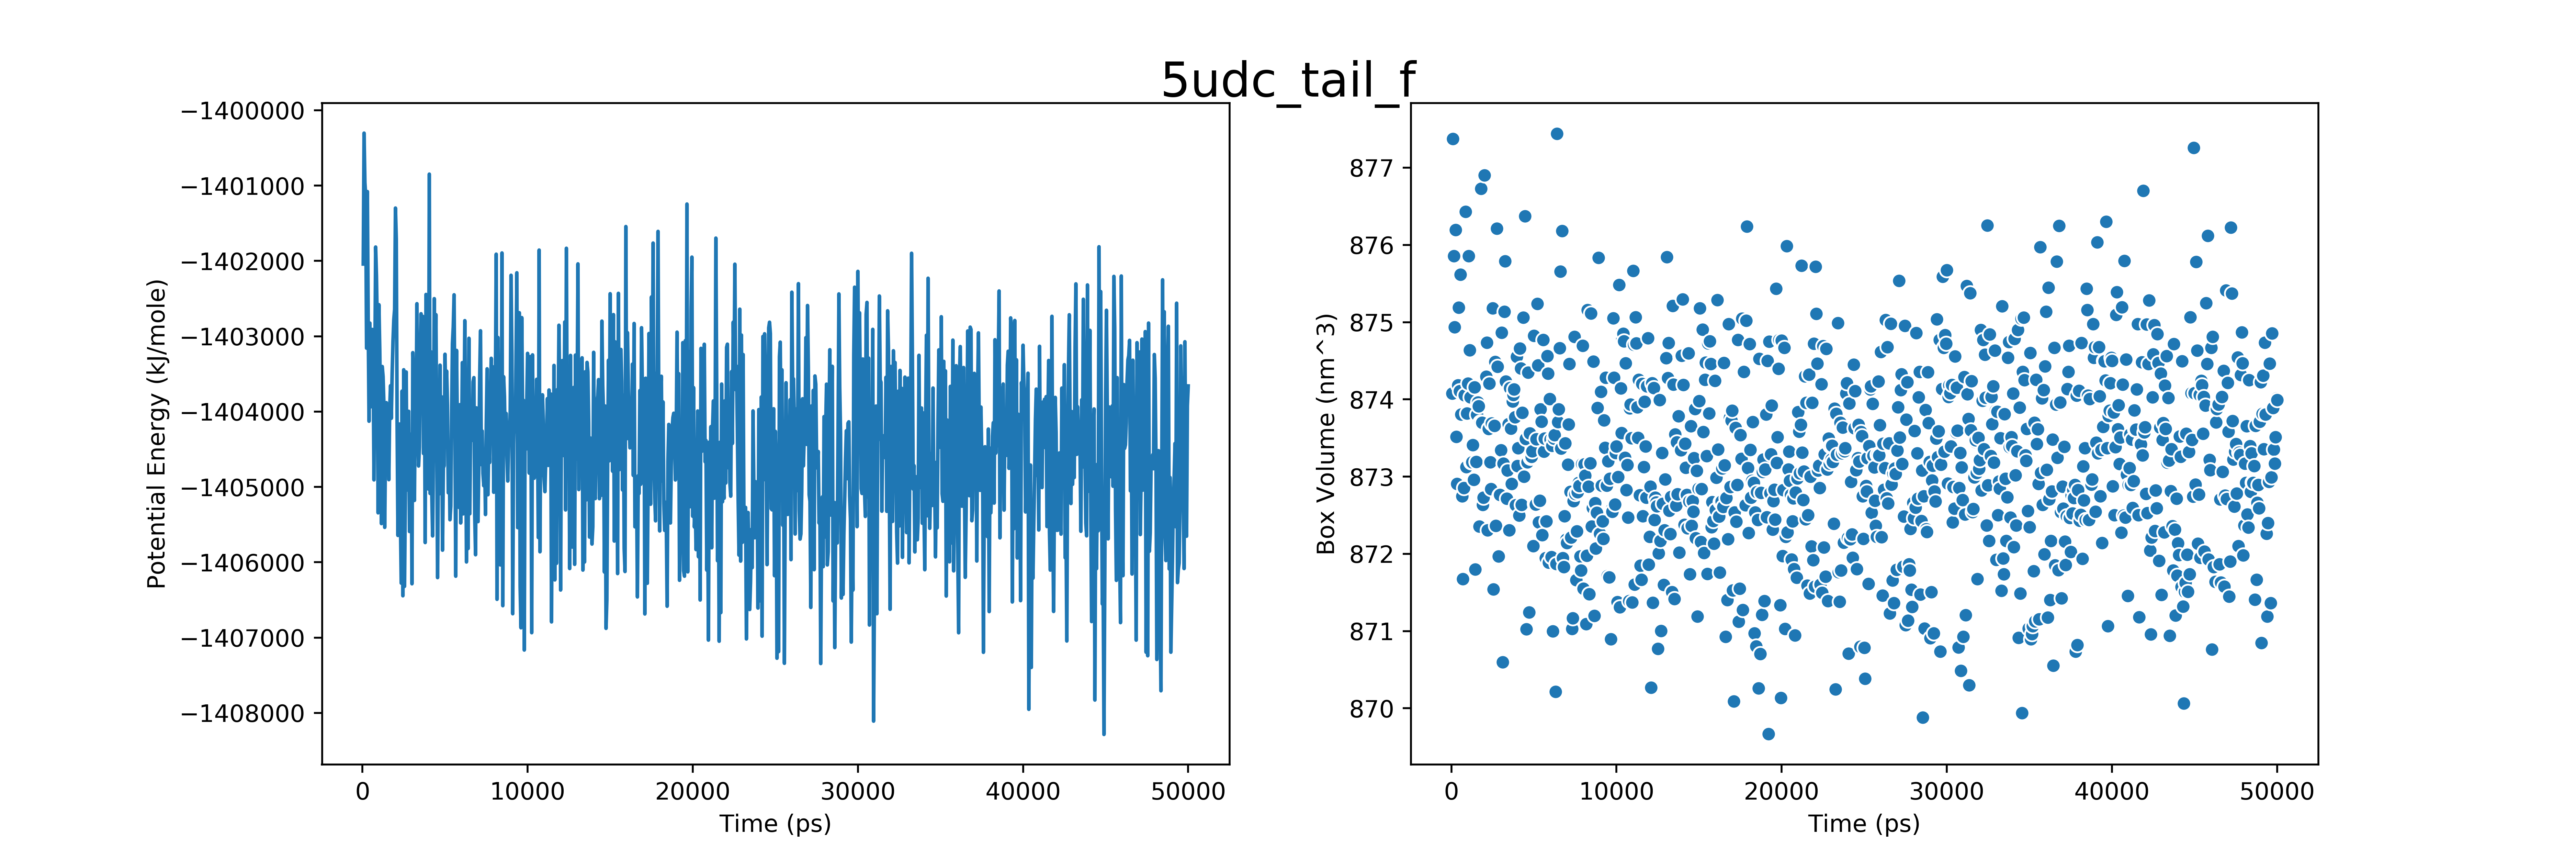 5udc_tail_f
Potential Energy (kJ/mole)
−1400000
−1401000
−1402000
−1403000
−1404000
−1405000
−1406000
−1407000
−1408000
0 10000 20000 30000 40000 50000
Time (ps)
Box Volume (nm^3)
877
876
875
874
873
872
871
870
0 10000 20000 30000 40000 50000
Time (ps)